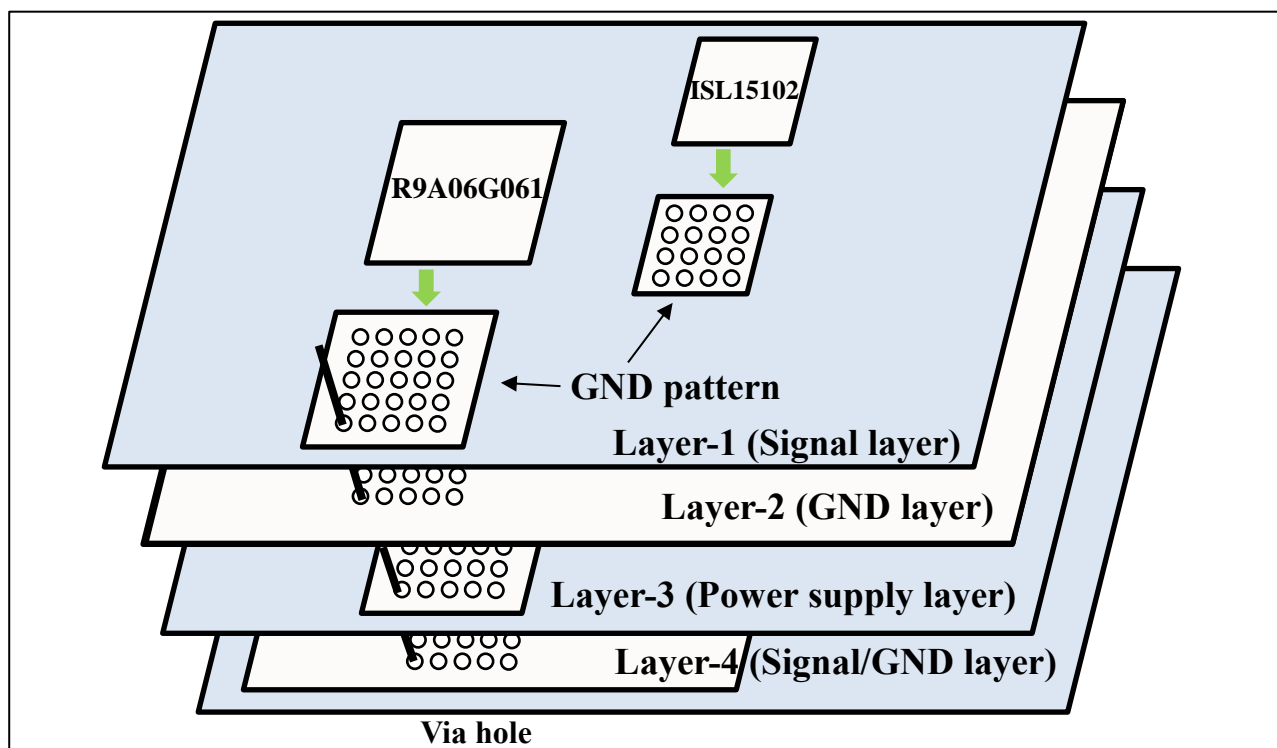 ISL15102
R9A06G061
GND pattern
Layer-1 (Signal layer)
Layer-2 (GND layer)
Layer-3 (Power supply layer)
Layer-4 (Signal/GND layer)
Via hole